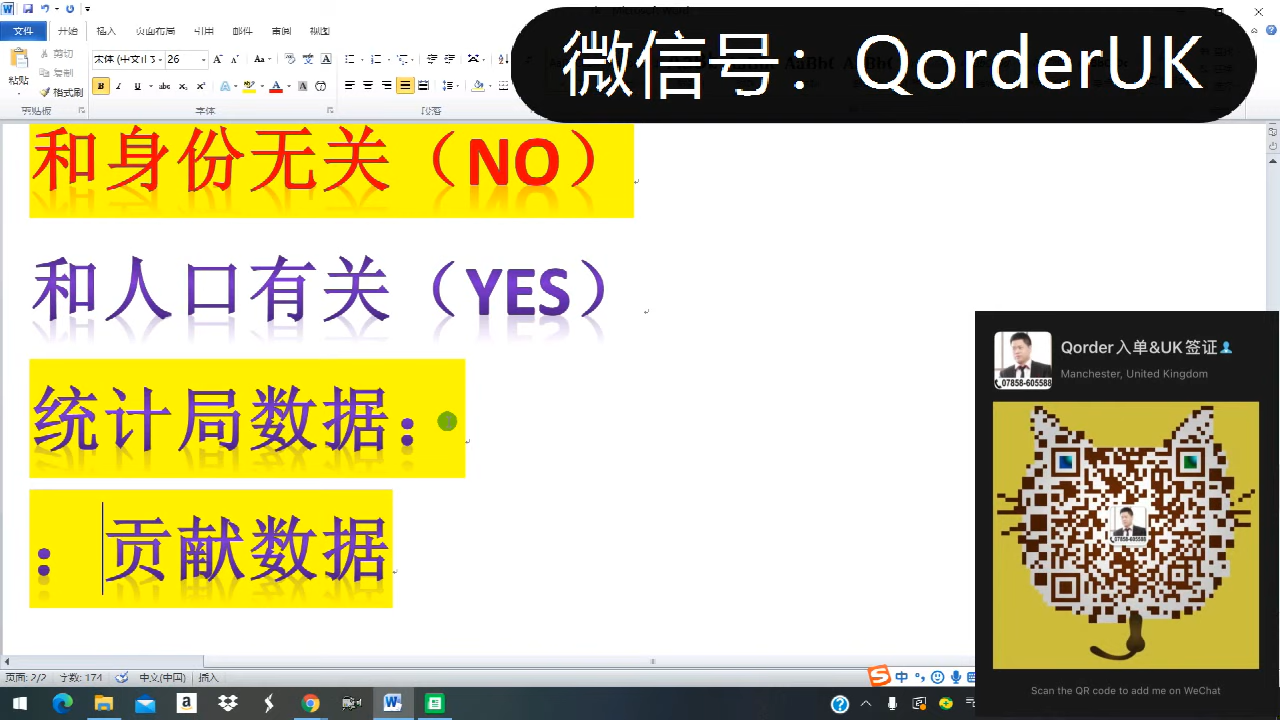 微信号：QorderUK
文件 开始 插入 页面布局 引用 邮件 审阅 视图
粘贴
剪切
复制
格式刷
宋体 (中文正 26
剪贴板 字体 段落
和身份无关（NO）
和人口有关（YES）
统计局数据：
：贡献数据
Qorder入单&UK签证
Manchester, United Kingdom
07858-605588
07858-605588
Scan the QR code to add me on WeChat
页面: 2/2 字数: 174 中文(中国) 插入
中